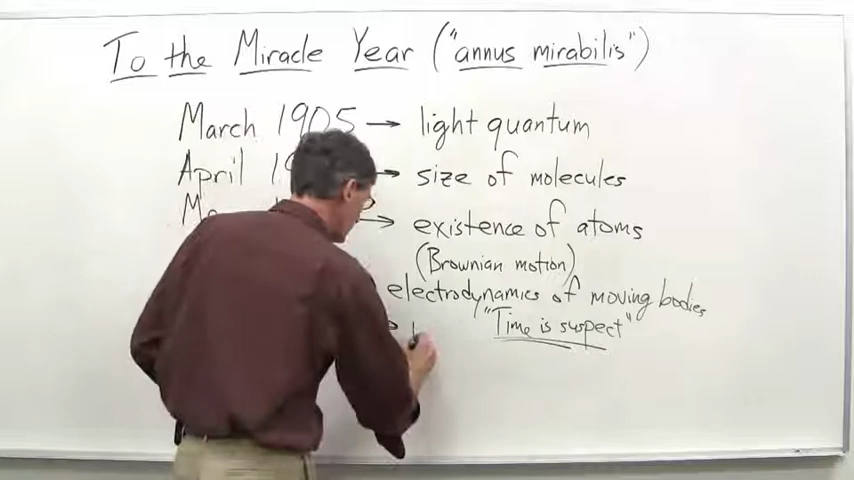 To the Miracle Year ("annus mirabilis")
March 1905 → light quantum
April → size of molecules
→ existence of atoms
(Brownian motion)
electrodynamics of moving bodies
"Time is suspect"